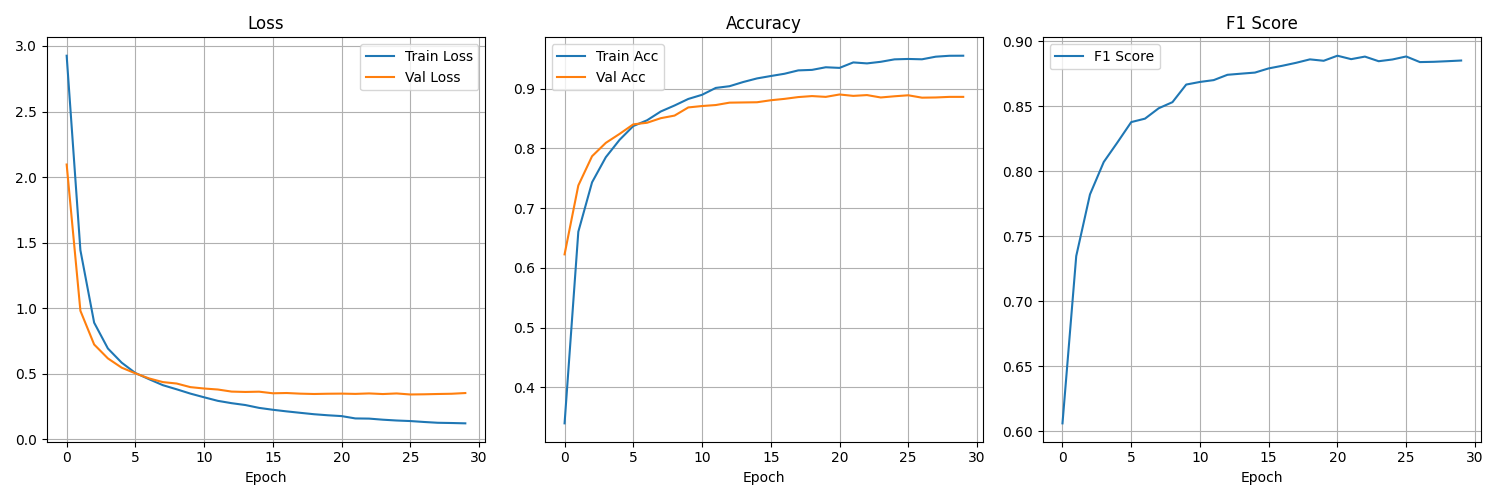 Loss
3.0
2.5
2.0
1.5
1.0
0.5
0.0
Train Loss
Val Loss
0 5 10 15 20 25 30
Epoch
Accuracy
0.9
0.8
0.7
0.6
0.5
0.4
Train Acc
Val Acc
0 5 10 15 20 25 30
Epoch
F1 Score
0.90
0.85
0.80
0.75
0.70
0.65
0.60
F1 Score
0 5 10 15 20 25 30
Epoch